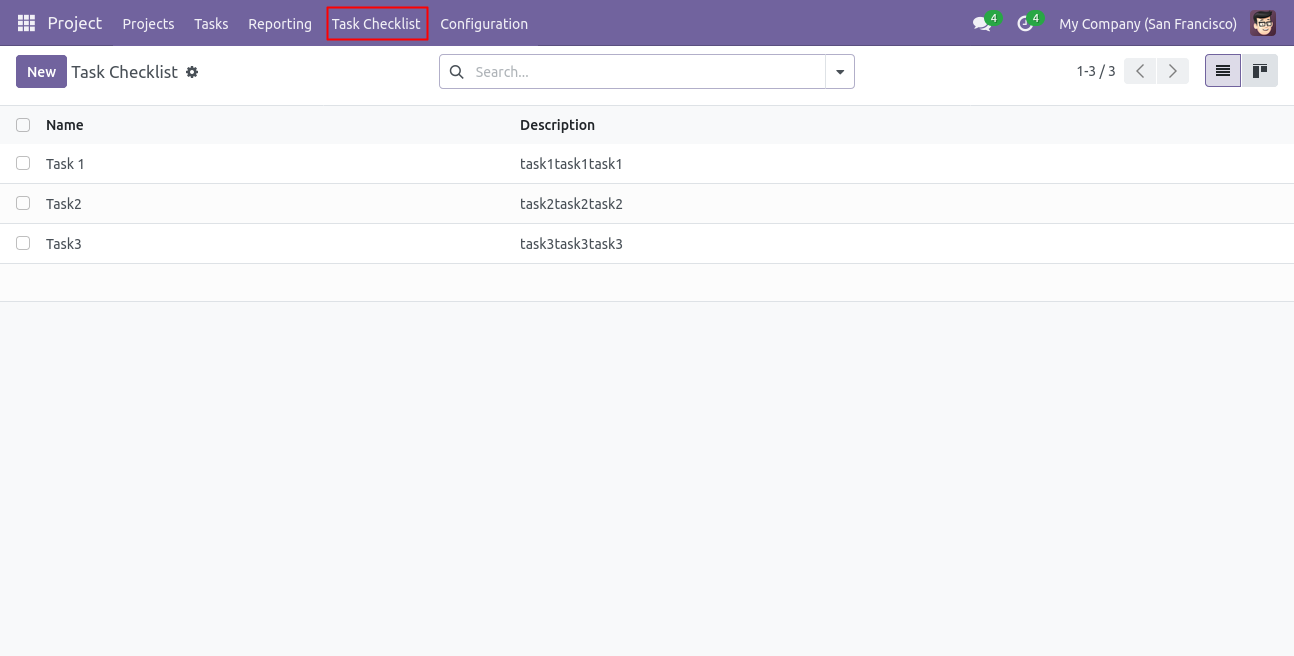 Project Projects Tasks Reporting Task Checklist Configuration 4 4 My Company (San Francisco)
New Task Checklist Search... 1-3 / 3
Name Description
Task 1 task1task1task1
Task2 task2task2task2
Task3 task3task3task3